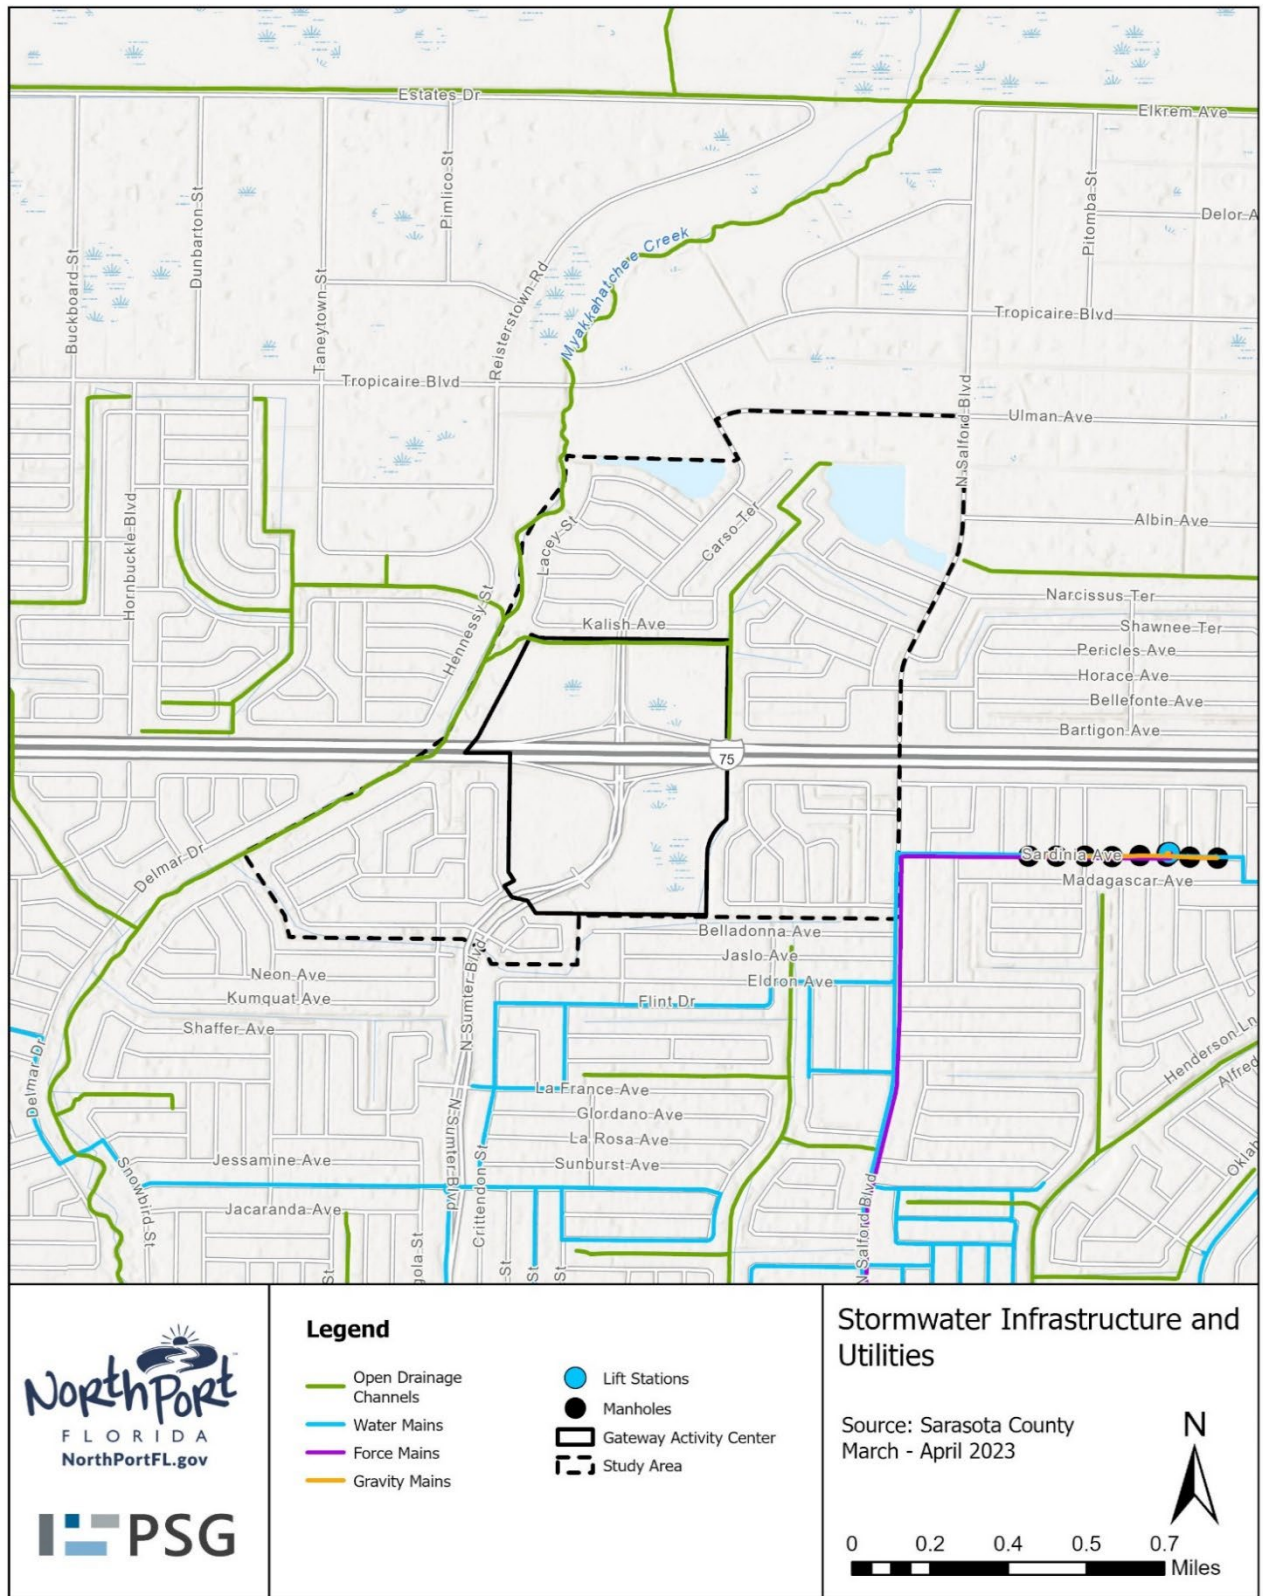 Estates Dr
Elkrem Ave
Pimlico St
Dunbarton St
Buckboard St
Taneytown St
Pitomba St
Delor A
Reisterstown Rd
Myakkahatchee Creek
Tropicaire Blvd
Tropicaire Blvd
N Salford Blvd
Ulman Ave
Hornbuckle Blvd
Lacey St
Carso Ter
Albin Ave
Hennessy St
Kalish Ave
Narcissus Ter
Shawnee Ter
Pericles Ave
Horace Ave
Bellefonte Ave
Bartigon Ave
75
Delmar Dr
Sardinia Ave
Madagascar Ave
Belladonna Ave
Jaslo Ave
Eldron Ave
Neon Ave
Kumquat Ave
Shaffer Ave
N Sumter Blvd
Flint Dr
Henderson Ln
Alfred
Delmar Dr
La France Ave
Glordano Ave
La Rosa Ave
Sunburst Ave
N Sumter Blvd
Crittendon St
Snowbird St
Jessamine Ave
Jacaranda Ave
Oklah
N Salford Blvd
St
gola St
St
St
St
NorthPort
FLORIDA
NorthPortFL.gov
PSG
Legend
Open Drainage
Channels
Water Mains
Force Mains
Gravity Mains
Lift Stations
Manholes
Gateway Activity Center
Study Area
Stormwater Infrastructure and
Utilities
Source: Sarasota County
March - April 2023
N
0 0.2 0.4 0.5 0.7
Miles